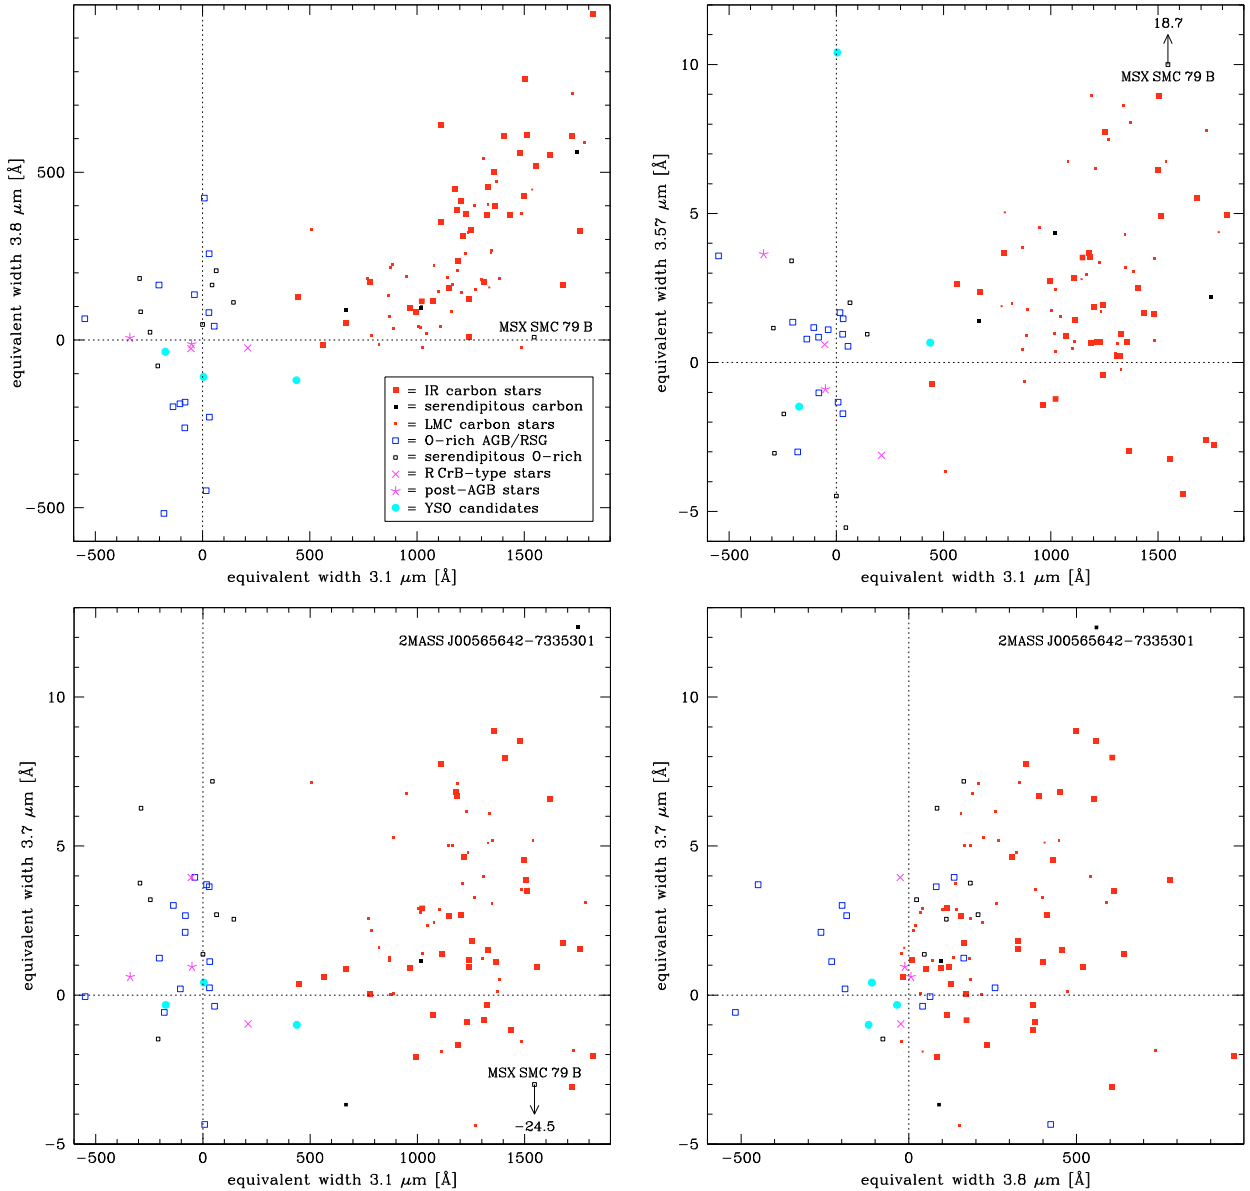 equivalent width 3.8 μm [Å]
500
0
−500
MSX SMC 79 B
= IR carbon stars
= serendipitous carbon
= LMC carbon stars
= O-rich AGB/RSG
= serendipitous O-rich
= R CrB-type stars
= post-AGB stars
= YSO candidates
−500 0 500 1000 1500
equivalent width 3.1 μm [Å]
equivalent width 3.57 μm [Å]
18.7
MSX SMC 79 B
10
5
0
−5
−500 0 500 1000 1500
equivalent width 3.1 μm [Å]
equivalent width 3.7 μm [Å]
2MASS J00565642−7335301
10
5
0
−5
MSX SMC 79 B
−24.5
−500 0 500 1000 1500
equivalent width 3.1 μm [Å]
equivalent width 3.7 μm [Å]
2MASS J00565642−7335301
10
5
0
−5
−500 0 500
equivalent width 3.8 μm [Å]